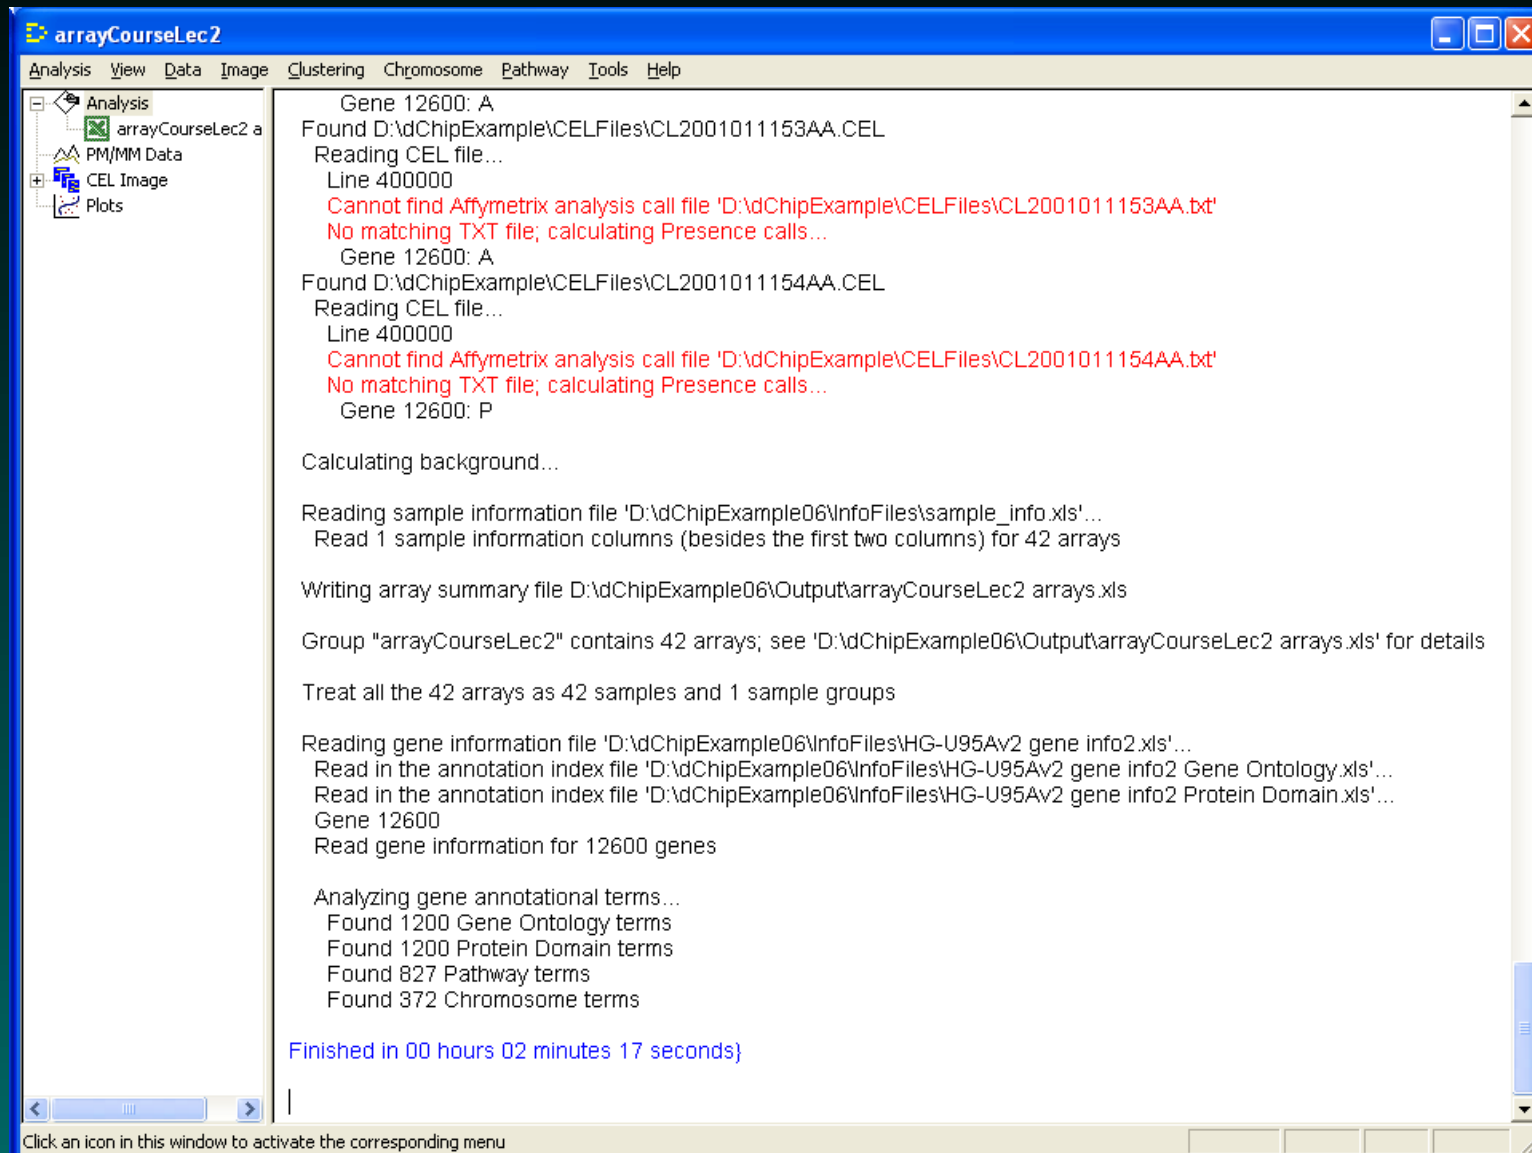 arrayCourseLec2
Analysis View Data Image Clustering Chromosome Pathway Tools Help
Analysis
arrayCourseLec2 a
PM/MM Data
CEL Image
Plots
Gene 12600: A
Found D:\dChipExample\CELFiles\CL2001011153AA.CEL
Reading CEL file...
Line 400000
Cannot find Affymetrix analysis call file 'D:\dChipExample\CELFiles\CL2001011153AA.txt'
No matching TXT file; calculating Presence calls...
Gene 12600: A
Found D:\dChipExample\CELFiles\CL2001011154AA.CEL
Reading CEL file...
Line 400000
Cannot find Affymetrix analysis call file 'D:\dChipExample\CELFiles\CL2001011154AA.txt'
No matching TXT file; calculating Presence calls...
Gene 12600: P
Calculating background...
Reading sample information file 'D:\dChipExample06\InfoFiles\sample_info.xls'...
Read 1 sample information columns (besides the first two columns) for 42 arrays
Writing array summary file D:\dChipExample06\Output\arrayCourseLec2 arrays.xls
Group "arrayCourseLec2" contains 42 arrays; see 'D:\dChipExample06\Output\arrayCourseLec2 arrays.xls' for details
Treat all the 42 arrays as 42 samples and 1 sample groups
Reading gene information file 'D:\dChipExample06\InfoFiles\HG-U95Av2 gene info2.xls'...
Read in the annotation index file 'D:\dChipExample06\InfoFiles\HG-U95Av2 gene info2 Gene Ontology.xls'...
Read in the annotation index file 'D:\dChipExample06\InfoFiles\HG-U95Av2 gene info2 Protein Domain.xls'...
Gene 12600
Read gene information for 12600 genes
Analyzing gene annotational terms...
Found 1200 Gene Ontology terms
Found 1200 Protein Domain terms
Found 827 Pathway terms
Found 372 Chromosome terms
Finished in 00 hours 02 minutes 17 seconds}
Click an icon in this window to activate the corresponding menu